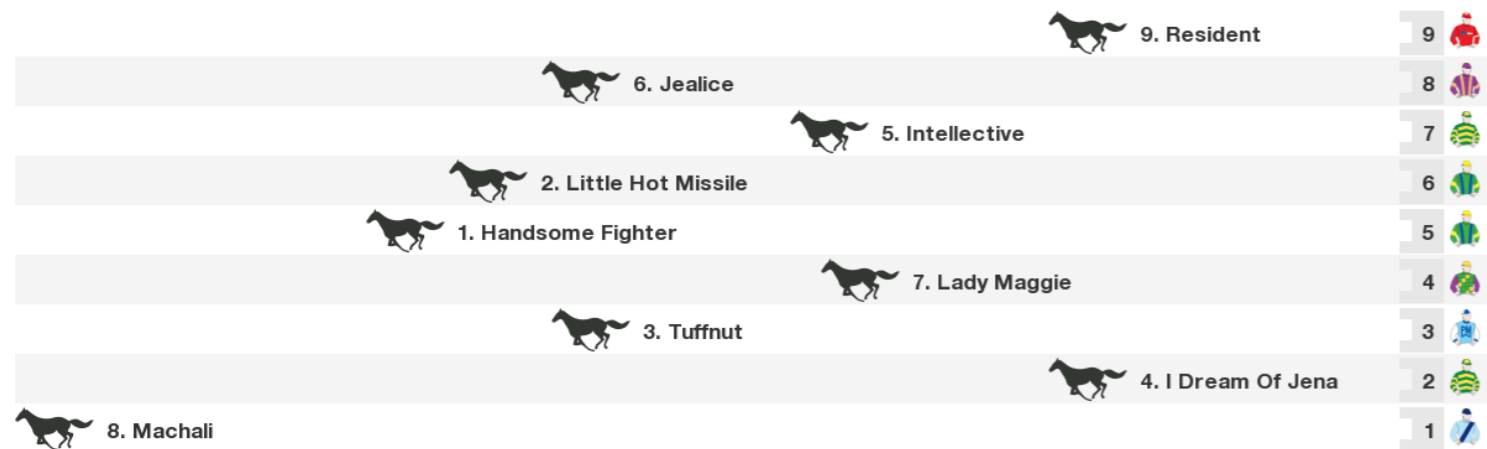 9. Resident 9
6. Jealice 8
5. Intellective 7
2. Little Hot Missile 6
1. Handsome Fighter 5
7. Lady Maggie 4
3. Tuffnut 3
4. I Dream Of Jena 2
8. Machali 1